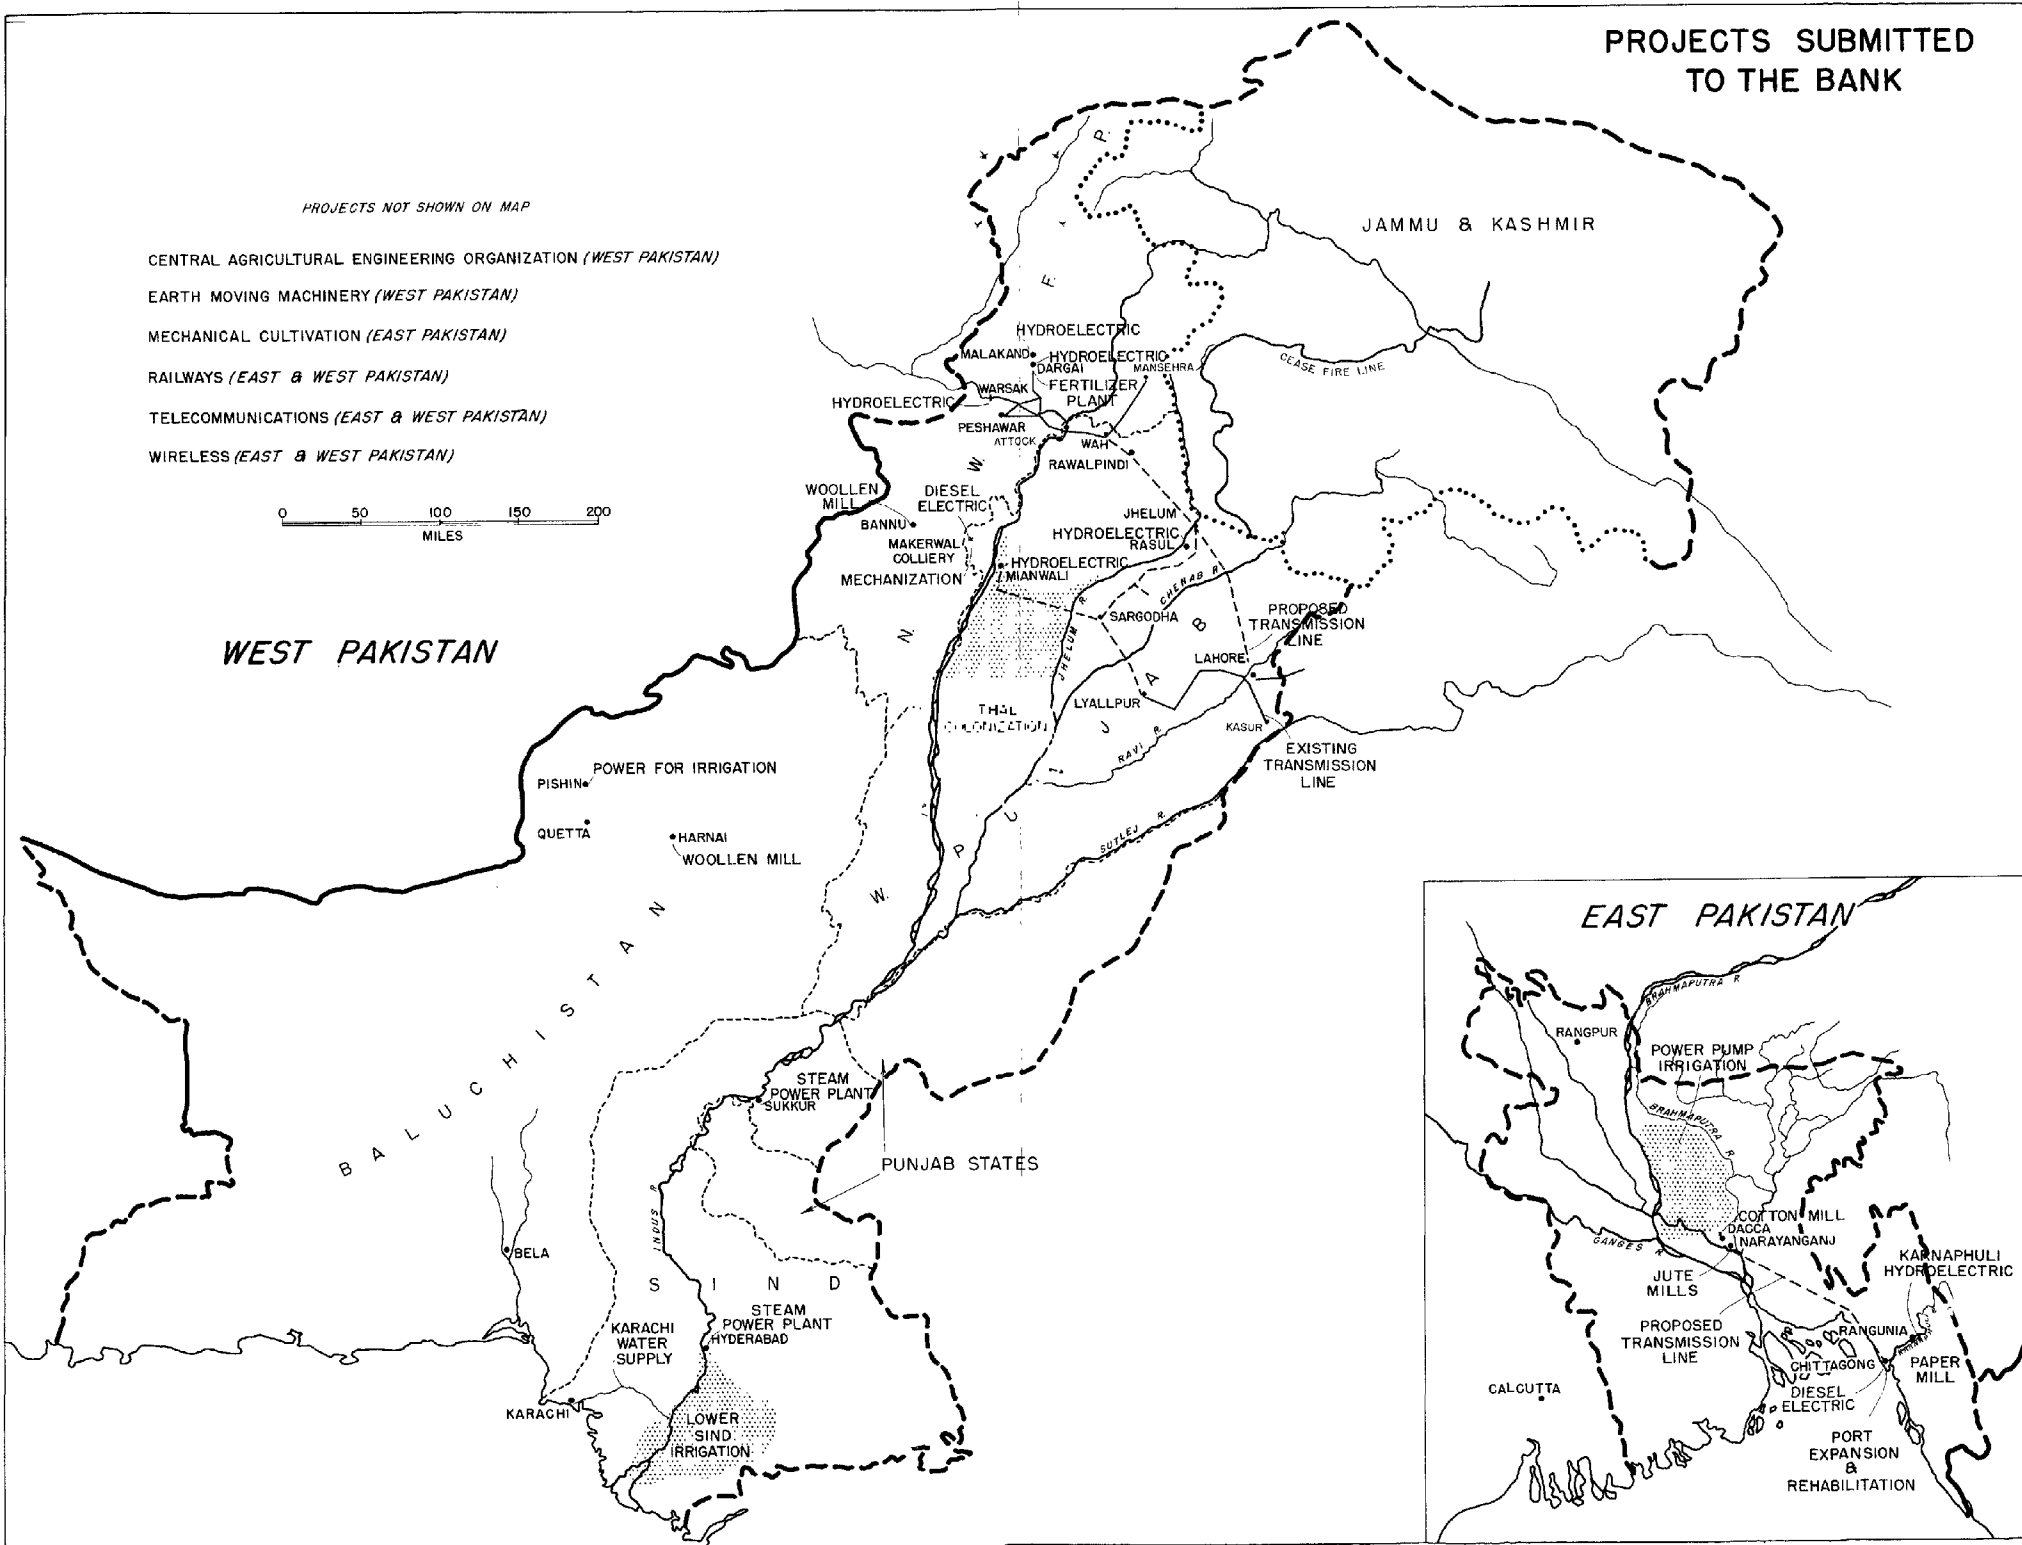 PROJECTS SUBMITTED
TO THE BANK
PROJECTS NOT SHOWN ON MAP
CENTRAL AGRICULTURAL ENGINEERING ORGANIZATION (WEST PAKISTAN)
EARTH MOVING MACHINERY (WEST PAKISTAN)
MECHANICAL CULTIVATION (EAST PAKISTAN)
RAILWAYS (EAST & WEST PAKISTAN)
TELECOMMUNICATIONS (EAST & WEST PAKISTAN)
WIRELESS (EAST & WEST PAKISTAN)
0 50 100 150 200
MILES
WEST PAKISTAN
JAMMU & KASHMIR
CEASE FIRE LINE
N. W. F. P.
HYDROELECTRIC
MALAKAND
HYDROELECTRIC
DARGAI
MANSEHRA
FERTILIZER
PLANT
WARSAK
HYDROELECTRIC
PESHAWAR
ATTOCK
WAH
RAWALPINDI
WOOLLEN
MILL
BANNU
DIESEL
ELECTRIC
MAKERWAL
COLLIERY
MECHANIZATION
JHELUM
HYDROELECTRIC
RASUL
HYDROELECTRIC
MIANWALI
CHENAB R.
JHELUM R.
SARGODHA
PROPOSED
TRANSMISSION
LINE
LAHORE
LYALLPUR
THAL
COLONIZATION
KASUR
RAVI R.
EXISTING
TRANSMISSION
LINE
SUTLEJ R.
W. PUNJAB
PISHIN
POWER FOR IRRIGATION
QUETTA
HARNAI
WOOLLEN MILL
BALUCHISTAN
STEAM
POWER PLANT
SUKKUR
PUNJAB STATES
INDUS R.
BELA
SIND
STEAM
POWER PLANT
HYDERABAD
KARACHI
WATER
SUPPLY
KARACHI
LOWER
SIND
IRRIGATION
EAST PAKISTAN
BRAHMAPUTRA R.
RANGPUR
POWER PUMP
IRRIGATION
BRAHMAPUTRA R.
COTTON MILL
DACCA
NARAYANGANJ
GANGES R.
JUTE
MILLS
KARNAPHULI
HYDROELECTRIC
PROPOSED
TRANSMISSION
LINE
RANGUNIA
CHITTAGONG
PAPER
MILL
CALCUTTA
DIESEL
ELECTRIC
PORT
EXPANSION
&
REHABILITATION